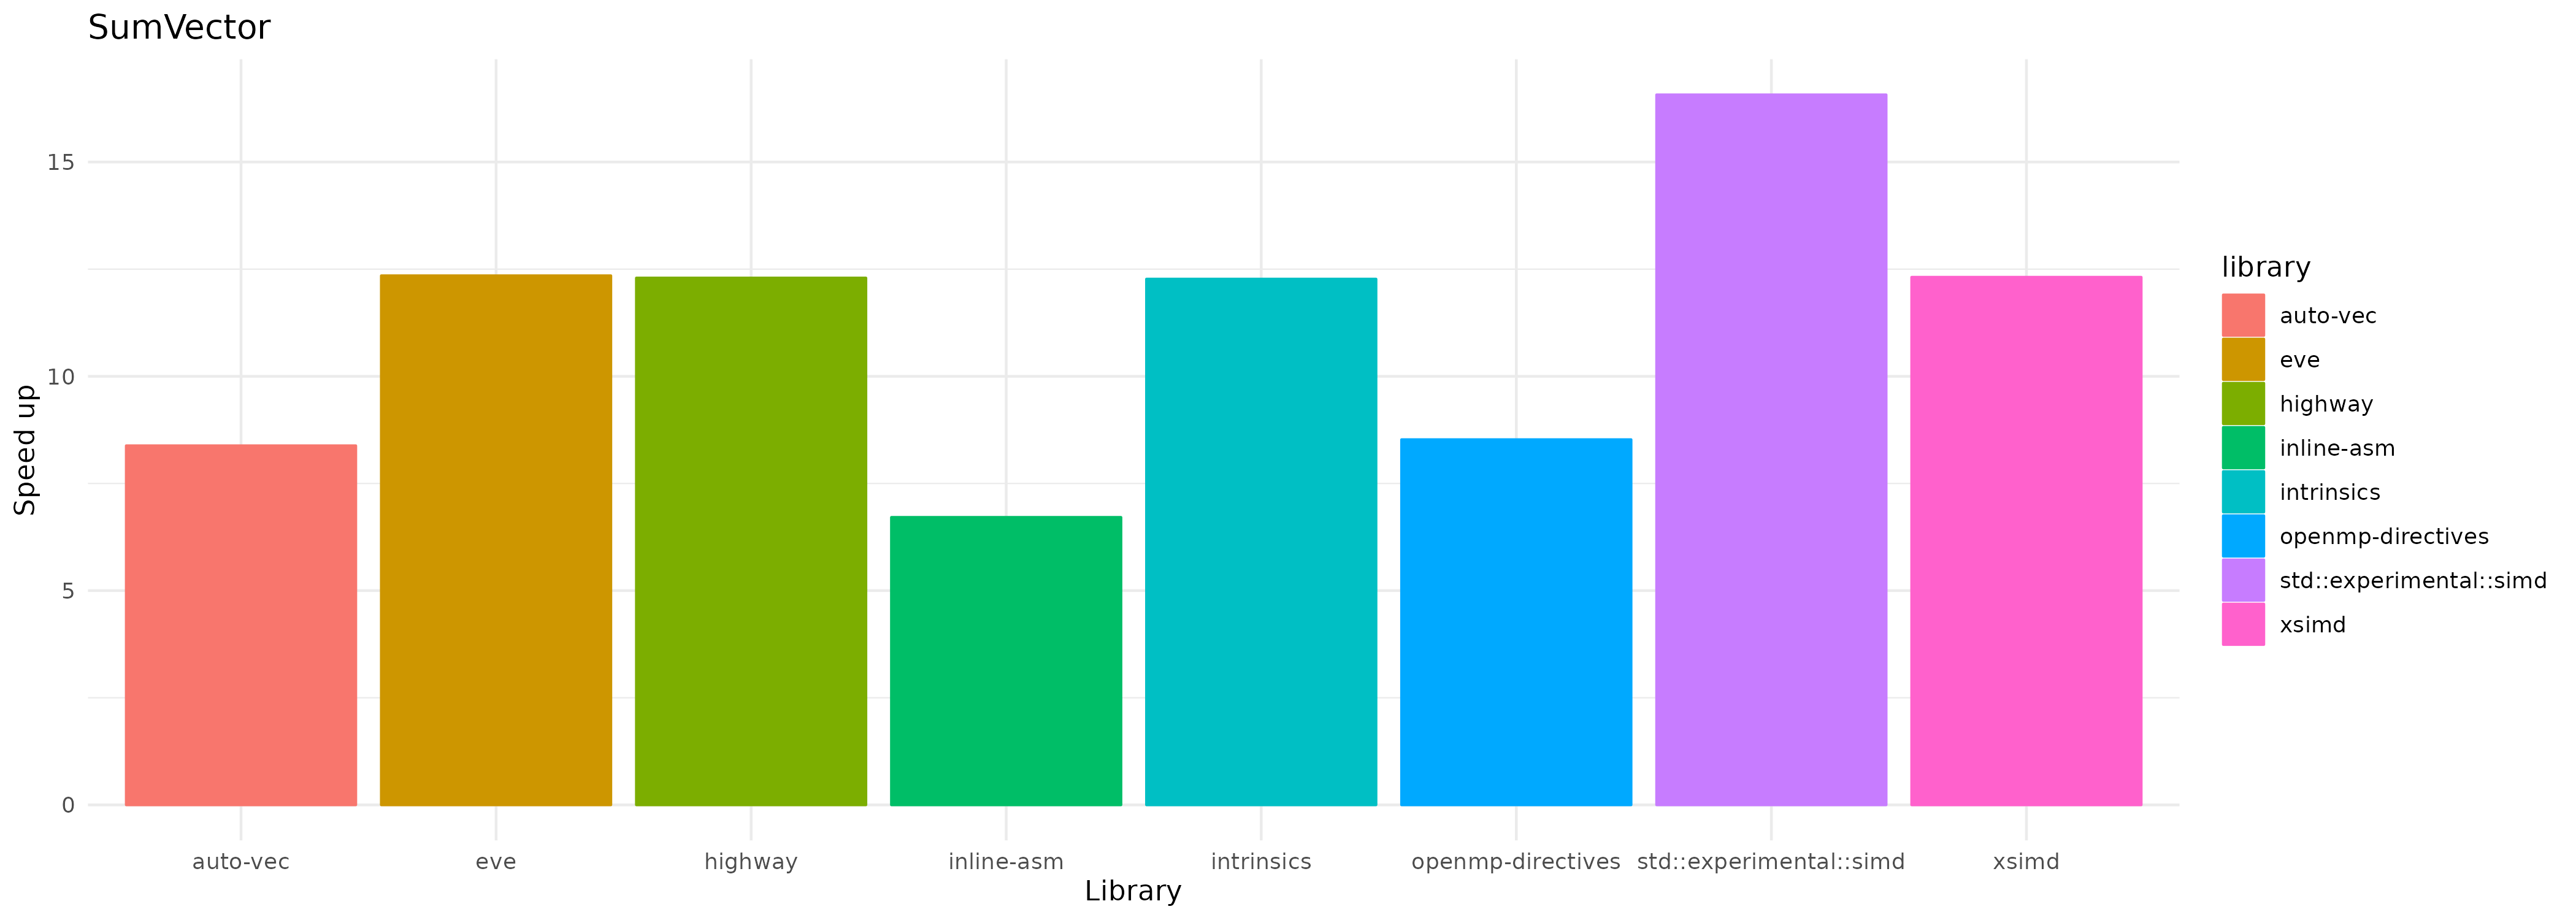 SumVector
Speed up
15
10
5
0
auto-vec
eve
highway
inline-asm
intrinsics
openmp-directives
std::experimental::simd
xsimd
Library
library
auto-vec
eve
highway
inline-asm
intrinsics
openmp-directives
std::experimental::simd
xsimd